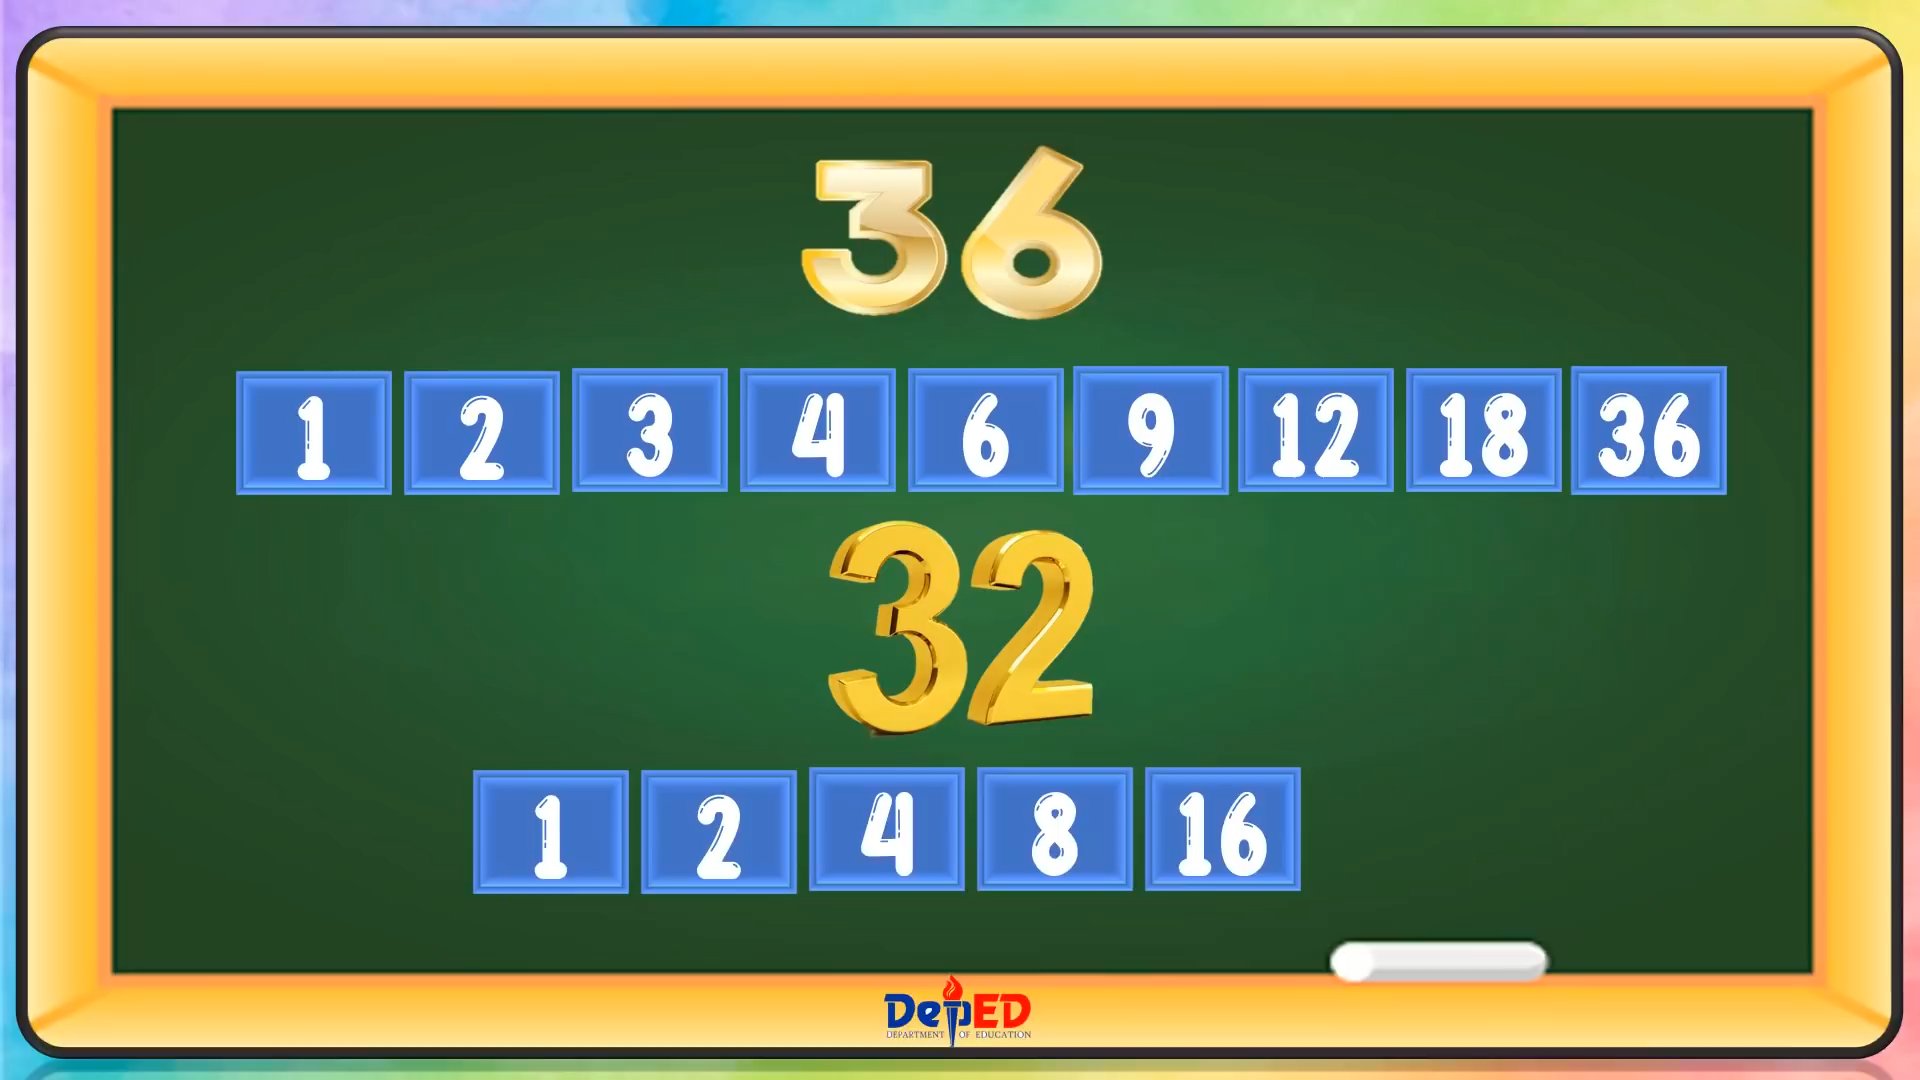 36
1 2 3 4 6 9 12 18 36
32
1 2 4 8 16
DepED
DEPARTMENT OF EDUCATION